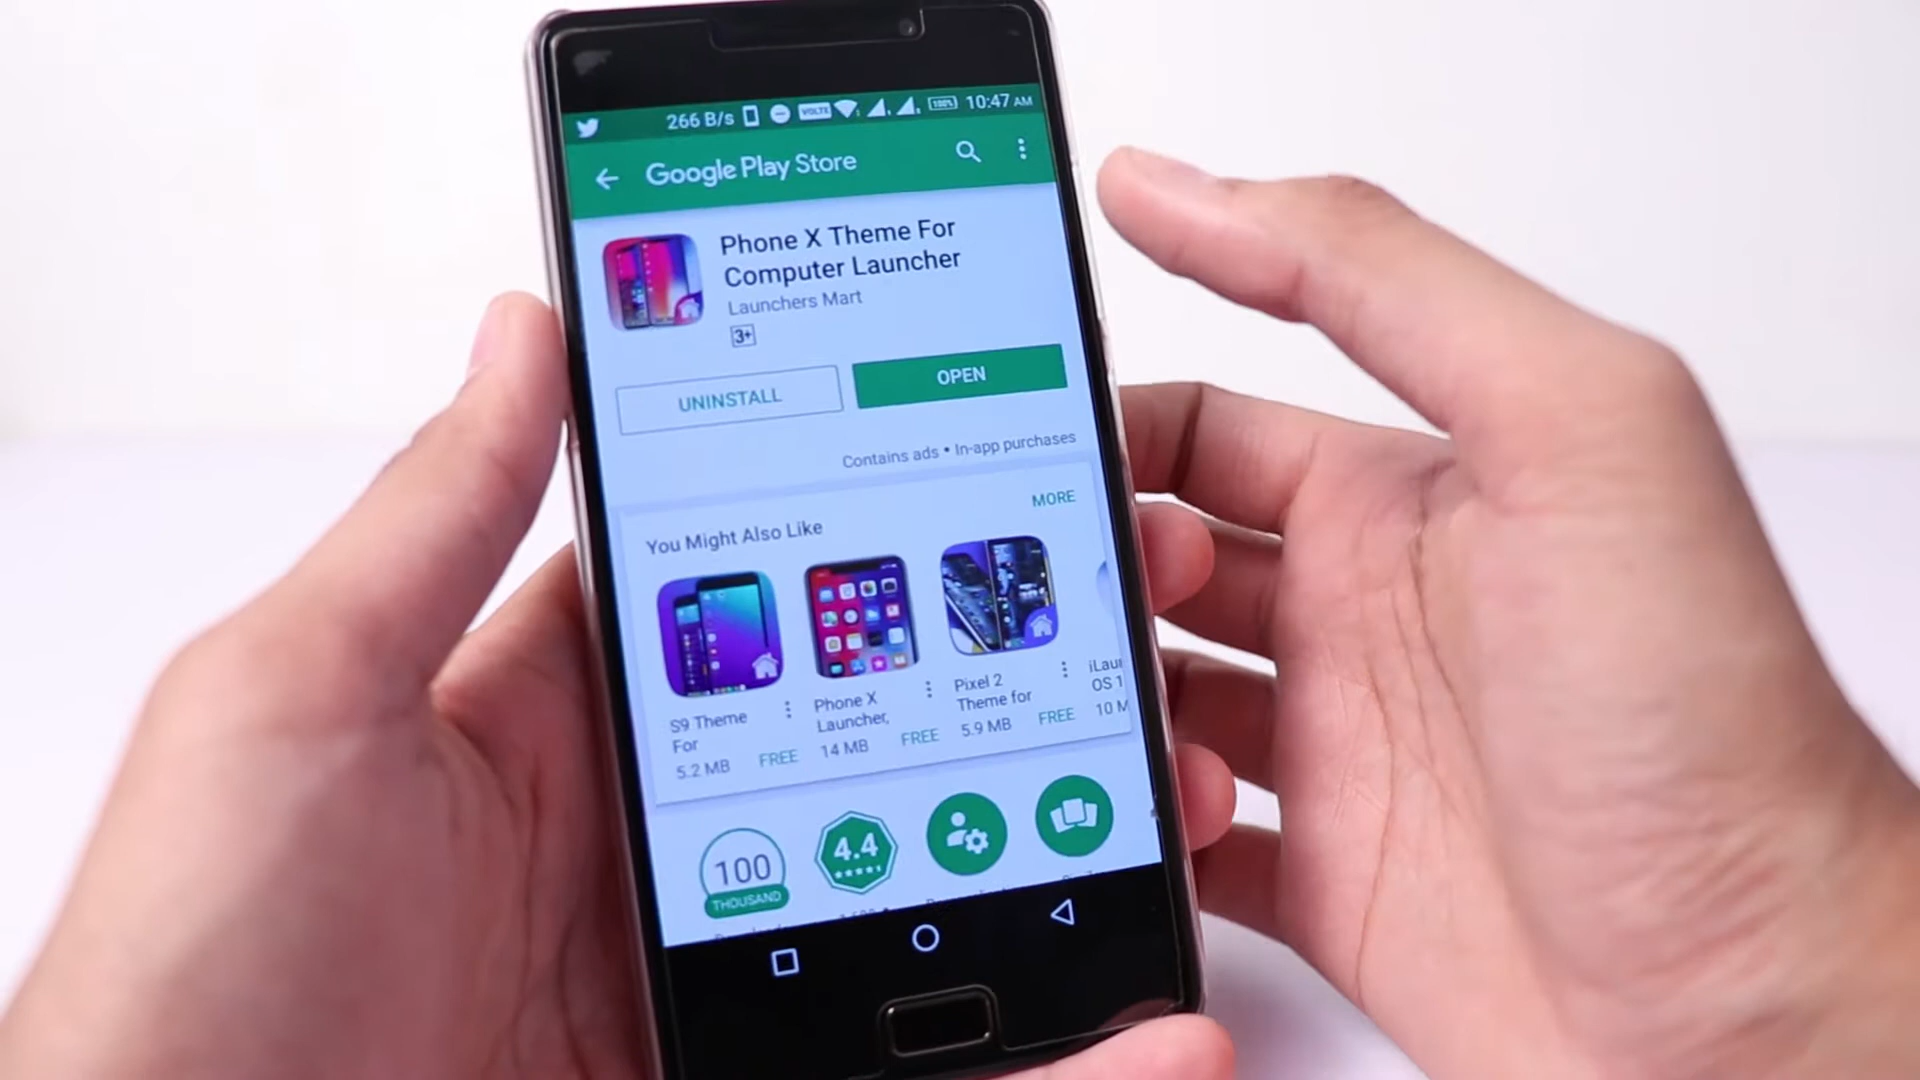 266 B/s VOLTE 100% 10:47 AM
Google Play Store
Phone X Theme For
Computer Launcher
Launchers Mart
3+
UNINSTALL
OPEN
Contains ads • In-app purchases
MORE
You Might Also Like
S9 Theme
For
5.2 MB FREE
Phone X
Launcher,
14 MB FREE
Pixel 2
Theme for
5.9 MB FREE
iLau
OS 1
10 M
100
THOUSAND
4.4